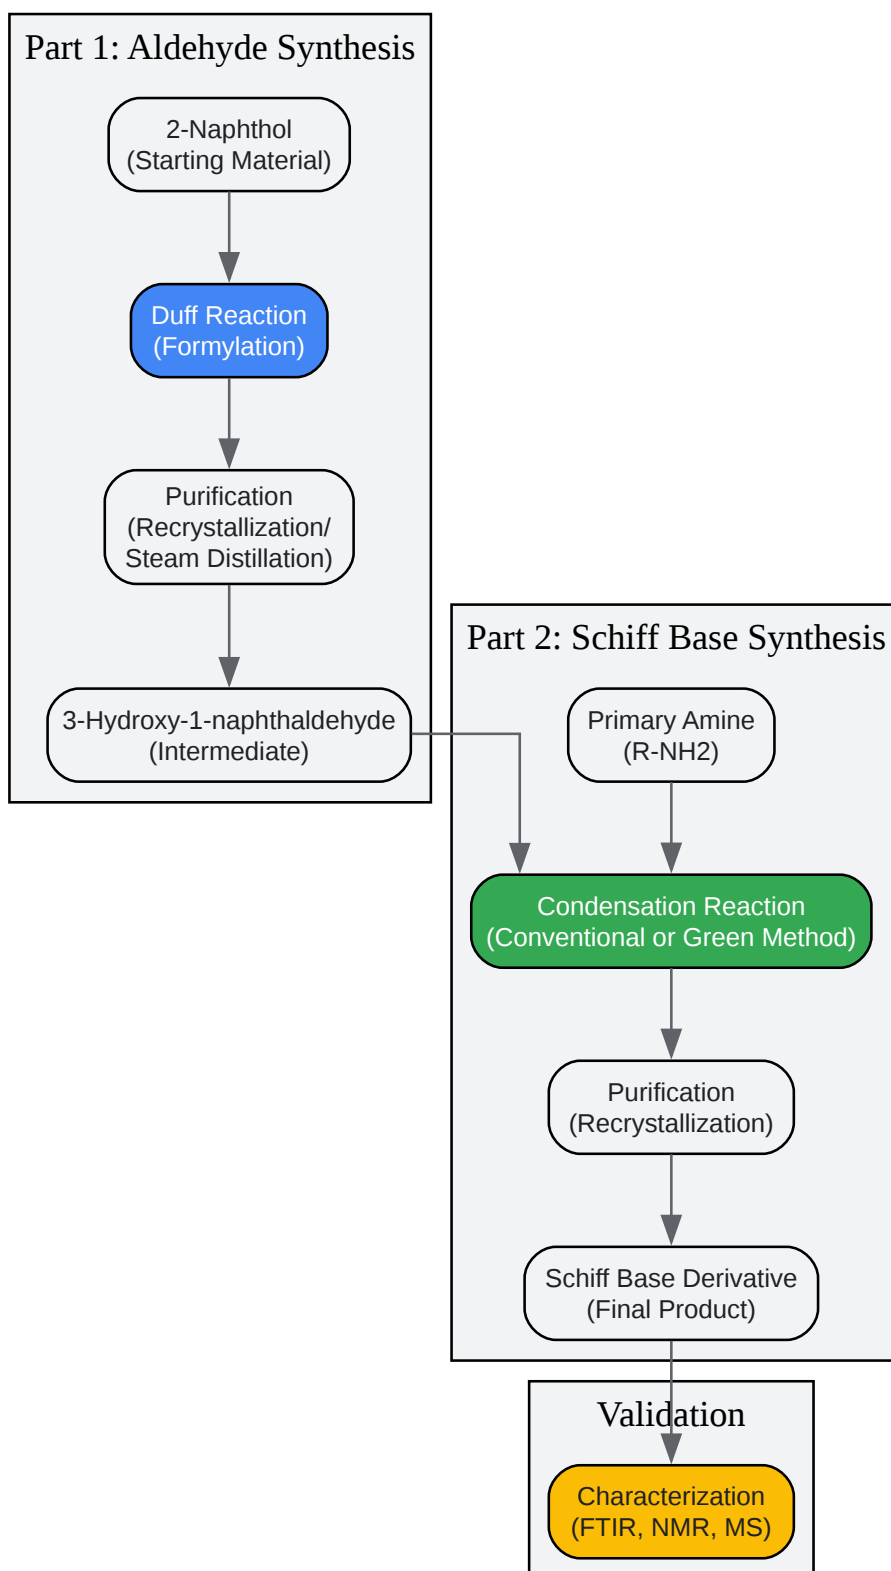 Part 1: Aldehyde Synthesis
2-Naphthol
(Starting Material)
Duff Reaction
(Formylation)
Purification
(Recrystallization/
Steam Distillation)
3-Hydroxy-1-naphthaldehyde
(Intermediate)
Part 2: Schiff Base Synthesis
Primary Amine
(R-NH2)
Condensation Reaction
(Conventional or Green Method)
Purification
(Recrystallization)
Schiff Base Derivative
(Final Product)
Validation
Characterization
(FTIR, NMR, MS)